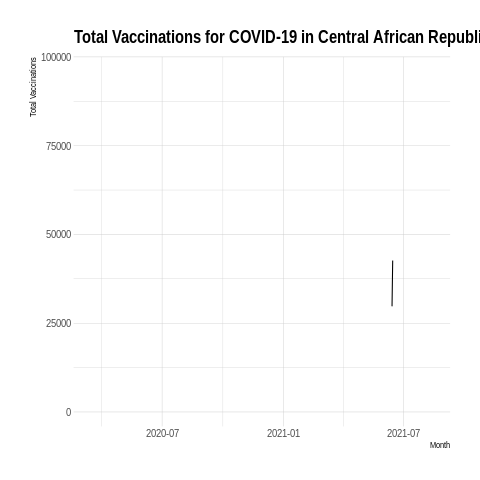 Total Vaccinations for COVID-19 in Central African Republi
Total Vaccinations
100000
75000
50000
25000
0
2020-07 2021-01 2021-07
Month